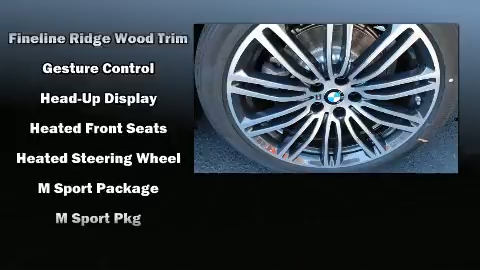 Fineline Ridge Wood Trim
Gesture Control
Head-Up Display
Heated Front Seats
Heated Steering Wheel
M Sport Package
M Sport Pkg